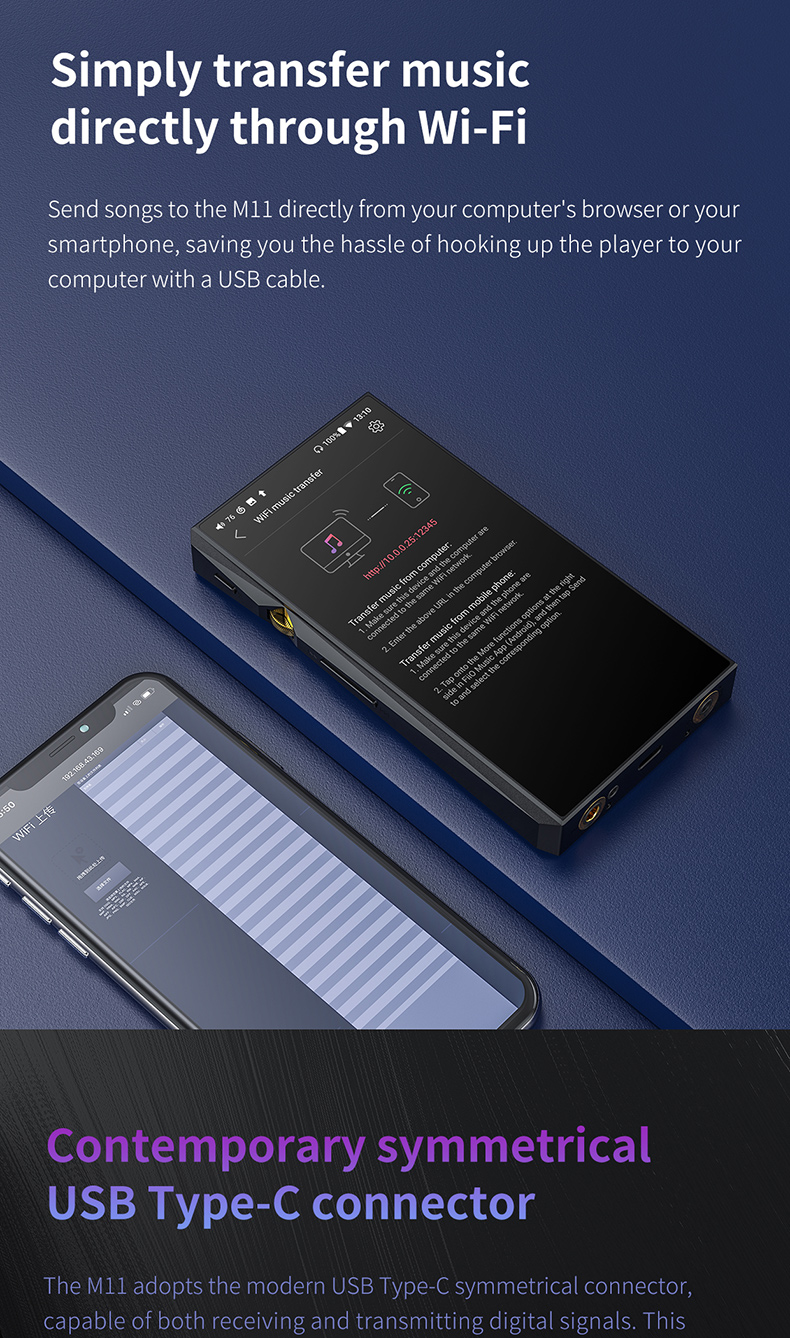 Simply transfer music
directly through Wi-Fi
Send songs to the M11 directly from your computer's browser or your
smartphone, saving you the hassle of hooking up the player to your
computer with a USB cable.
76
100%
13:10
WiFi music transfer
http://10.0.0.25:12345
Transfer music from computer:
1. Make sure this device and the computer are
connected to the same WiFi network.
2. Enter the above URL in the computer browser.
Transfer music from mobile phone:
1. Make sure this device and the phone are
connected to the same WiFi network.
2. Tap onto the More functions options at the right
side in FiiO Music App (Android), and then tap Send
to and select the corresponding option.
192.168.43.169
WiFi 上传
Contemporary symmetrical
USB Type-C connector
The M11 adopts the modern USB Type-C symmetrical connector,
capable of both receiving and transmitting digital signals. This